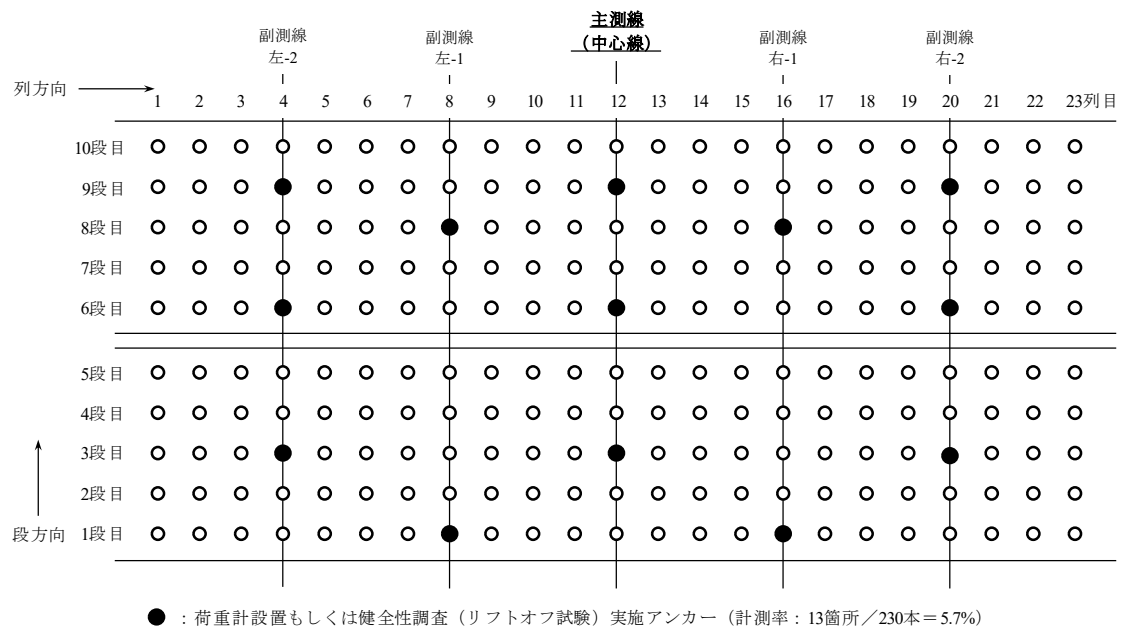 主測線
(中心線)
副測線
左-2
副測線
左-1
副測線
右-1
副測線
右-2
列方向
1 2 3 4 5 6 7 8 9 10 11 12 13 14 15 16 17 18 19 20 21 22 23列目
10段目
9段目
8段目
7段目
6段目
5段目
4段目
3段目
2段目
1段目
段方向
● : 荷重計設置もしくは健全性調査（リフトオフ試験）実施アンカー（計測率：13箇所／230本＝5.7%）